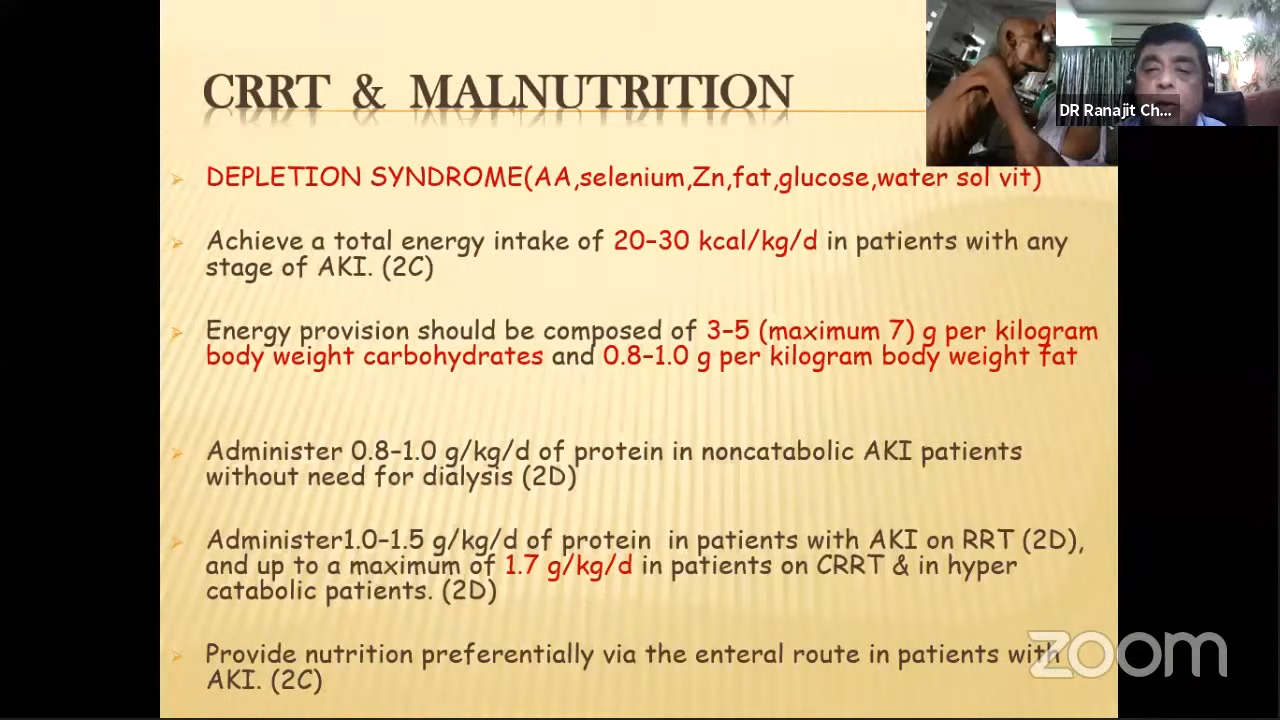 CRRT & MALNUTRITION
DR Ranajit Ch...
DEPLETION SYNDROME(AA,selenium,Zn,fat,glucose,water sol vit)
Achieve a total energy intake of 20–30 kcal/kg/d in patients with any
stage of AKI. (2C)
Energy provision should be composed of 3–5 (maximum 7) g per kilogram
body weight carbohydrates and 0.8–1.0 g per kilogram body weight fat
Administer 0.8–1.0 g/kg/d of protein in noncatabolic AKI patients
without need for dialysis (2D)
Administer1.0–1.5 g/kg/d of protein in patients with AKI on RRT (2D),
and up to a maximum of 1.7 g/kg/d in patients on CRRT & in hyper
catabolic patients. (2D)
Provide nutrition preferentially via the enteral route in patients with
AKI. (2C)
zoom